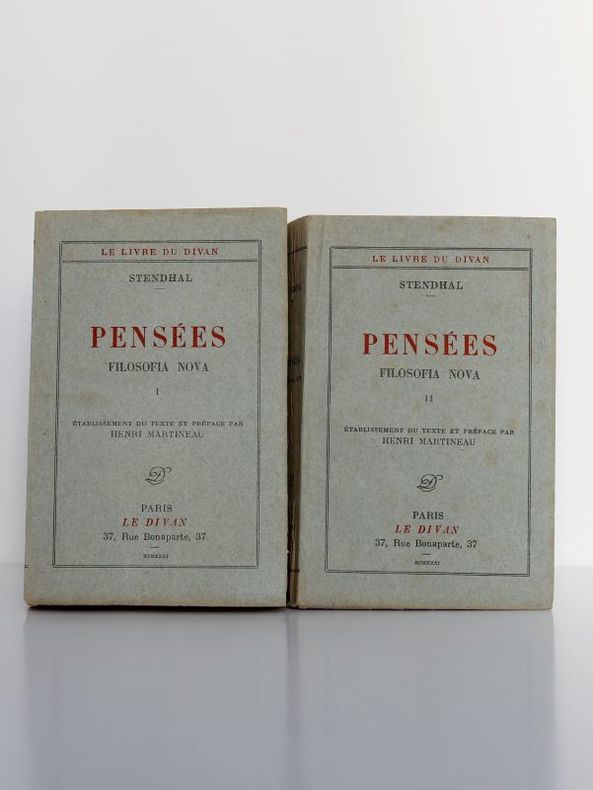 LE LIVRE DU DIVAN
STENDHAL
PENSÉES
FILOSOFIA NOVA
I
ÉTABLISSEMENT DU TEXTE ET PRÉFACE PAR
HENRI MARTINEAU
PARIS
LE DIVAN
37, Rue Bonaparte, 37
LE LIVRE DU DIVAN
STENDHAL
PENSÉES
FILOSOFIA NOVA
II
ÉTABLISSEMENT DU TEXTE ET PRÉFACE PAR
HENRI MARTINEAU
PARIS
LE DIVAN
37, Rue Bonaparte, 37